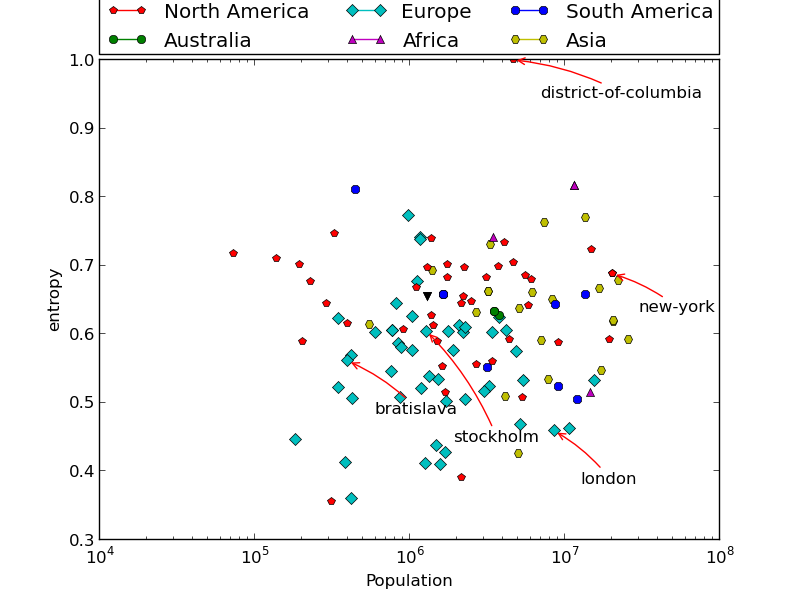 North America Europe South America
Australia Africa Asia
1.0
district-of-columbia
0.9
0.8
0.7
new-york
0.6
entropy
0.5
bratislava
stockholm
0.4
london
0.3
10^4 10^5 10^6 10^7 10^8
Population